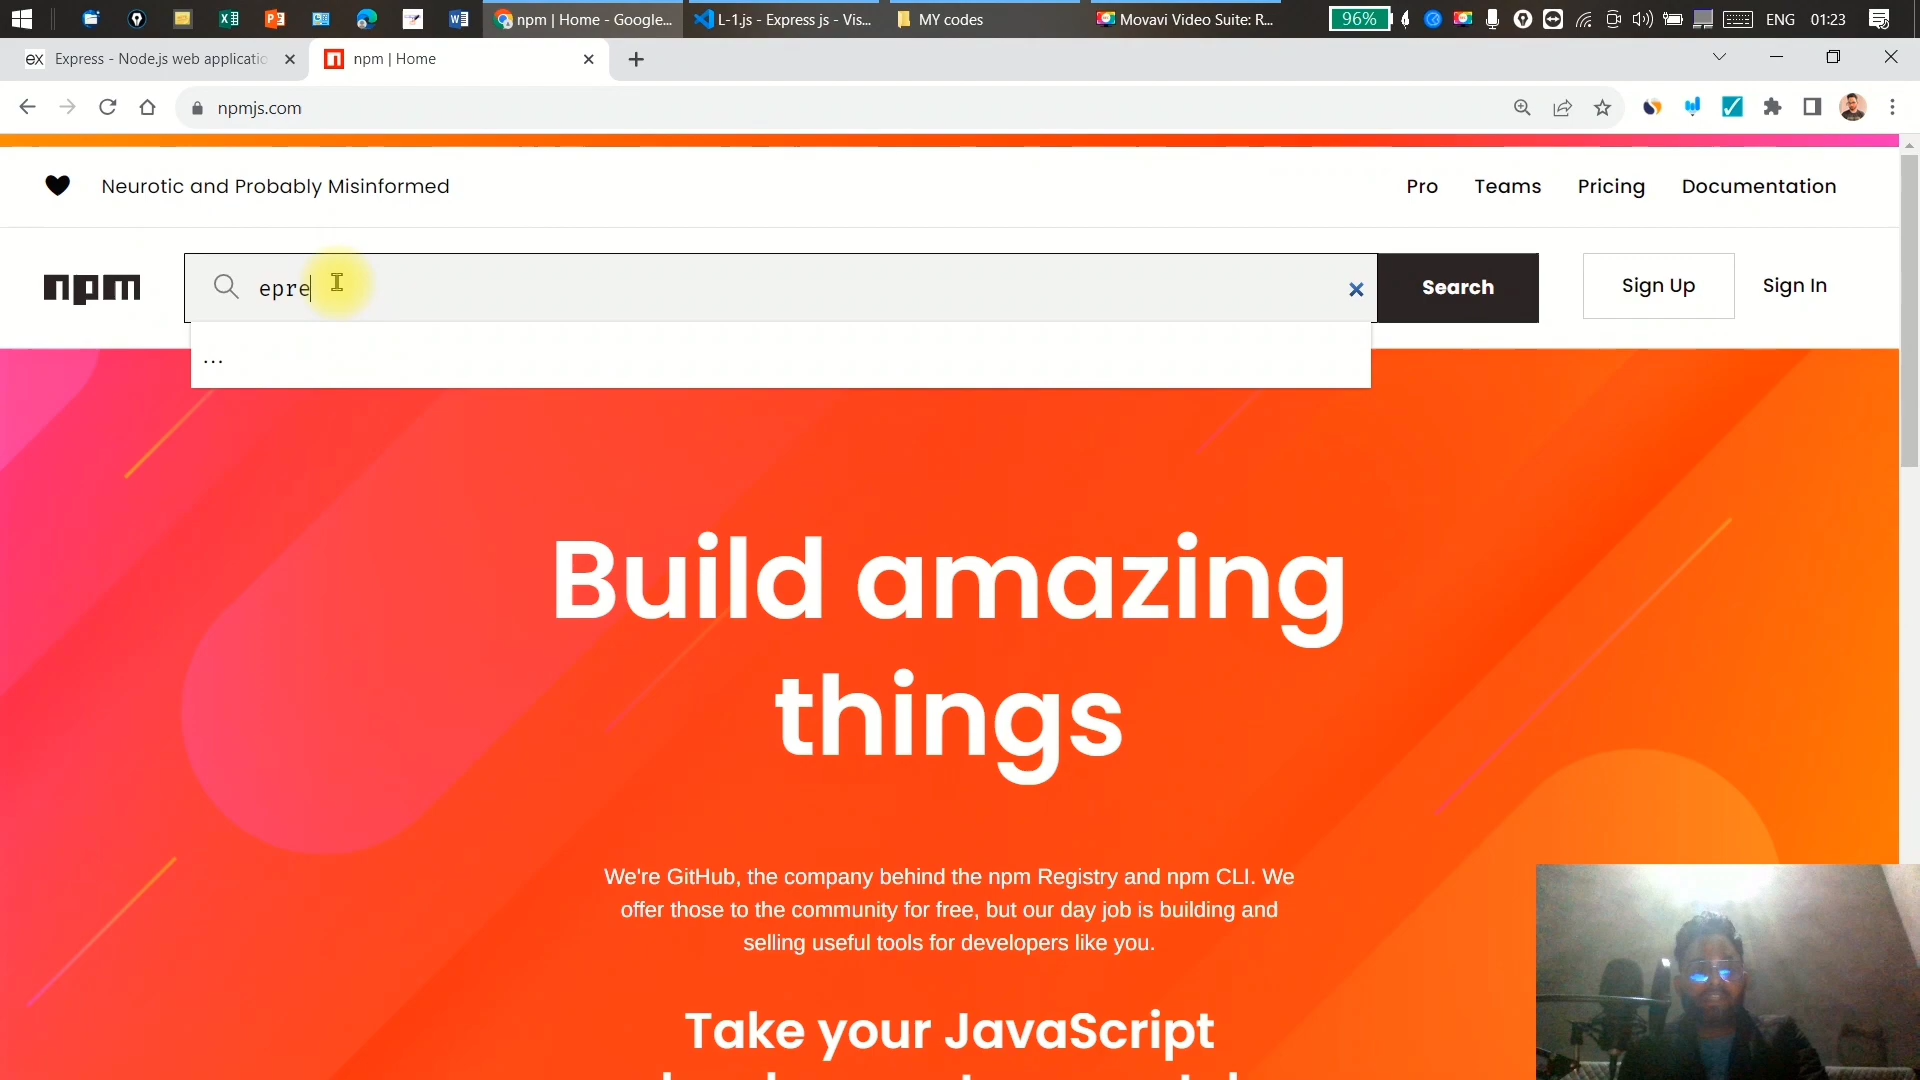 npm | Home - Google...
L-1.js - Express js - Vis...
MY codes
Movavi Video Suite: R...
96%
ENG
01:23
ex
Express - Node.js web applicatio
npm | Home
npmjs.com
Neurotic and Probably Misinformed
Pro
Teams
Pricing
Documentation
npm
epre
Search
Sign Up
Sign In
...
Build amazing
things
We're GitHub, the company behind the npm Registry and npm CLI. We
offer those to the community for free, but our day job is building and
selling useful tools for developers like you.
Take your JavaScript